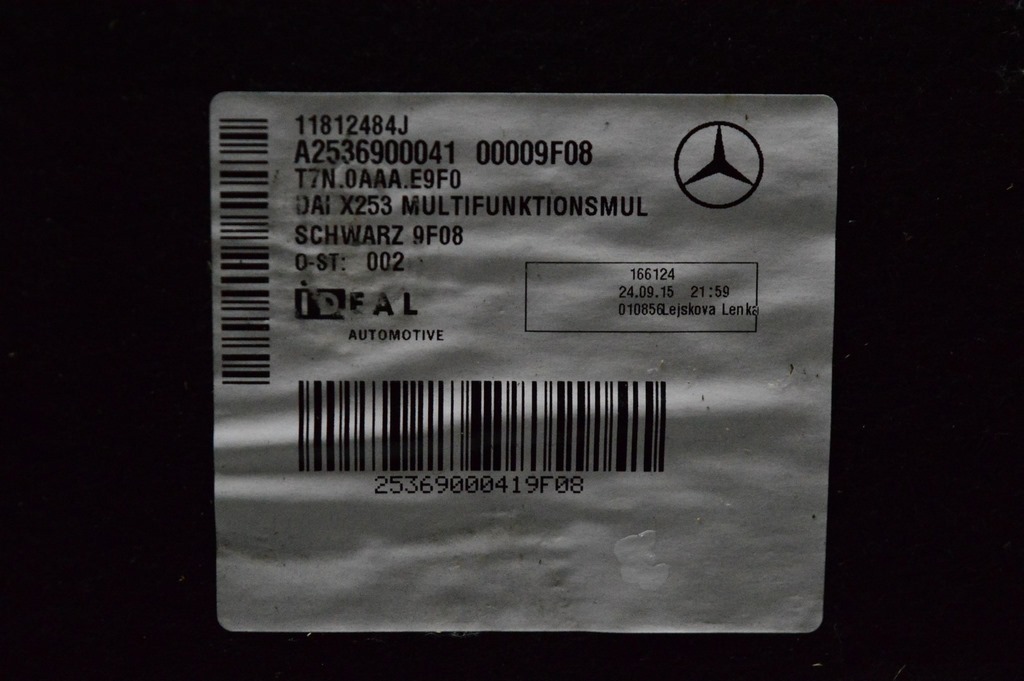 11812484J
A2536900041 00009F08
T7N.0AAA.E9F0
DAI X253 MULTIFUNKTIONSMUL
SCHWARZ 9F08
O-ST: 002
166124
24.09.15 21:59
010856Lejskova Lenka
iDEAL
AUTOMOTIVE
25369000419F08